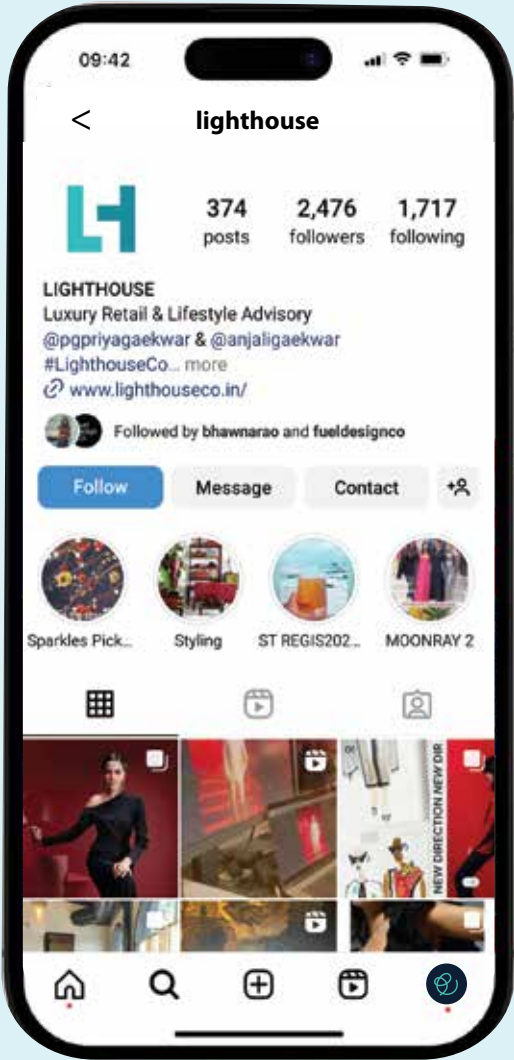 09:42
< lighthouse
374 2,476 1,717
posts followers following
LIGHTHOUSE
Luxury Retail & Lifestyle Advisory
@pgpriyagaekwar & @anjaligaekwar
#LighthouseCo... more
www.lighthouseco.in/
Followed by bhawnarao and fueldesignco
Follow Message Contact
Sparkles Pick... Styling ST REGIS202... MOONRAY 2
NEW DIRECTION NEW DIR